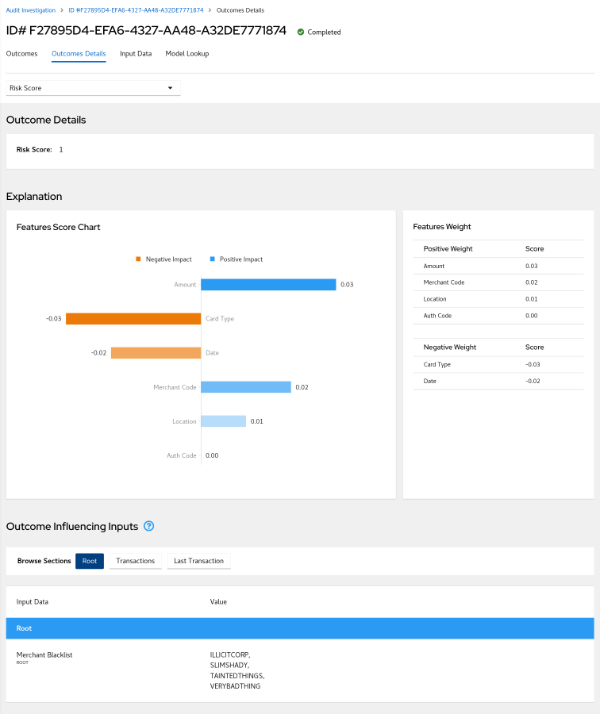 Audit Investigation > ID #F27895D4-EFA6-4327-AA48-A32DE7771874 > Outcomes Details
ID# F27895D4-EFA6-4327-AA48-A32DE7771874 Completed
Outcomes Outcomes Details Input Data Model Lookup
Risk Score
Outcome Details
Risk Score: 1
Explanation
Features Score Chart
Negative Impact Positive Impact
Amount 0.03
-0.03 Card Type
-0.02 Date
Merchant Code 0.02
Location 0.01
Auth Code 0.00
Features Weight
Positive Weight Score
Amount 0.03
Merchant Code 0.02
Location 0.01
Auth Code 0.00
Negative Weight Score
Card Type -0.03
Date -0.02
Outcome Influencing Inputs ?
Browse Sections Root Transactions Last Transaction
Input Data Value
Root
Merchant Blacklist ILLICITCORP,
ROOT SLIMSHADY,
TAINTEDTHINGS,
VERYBADTHING